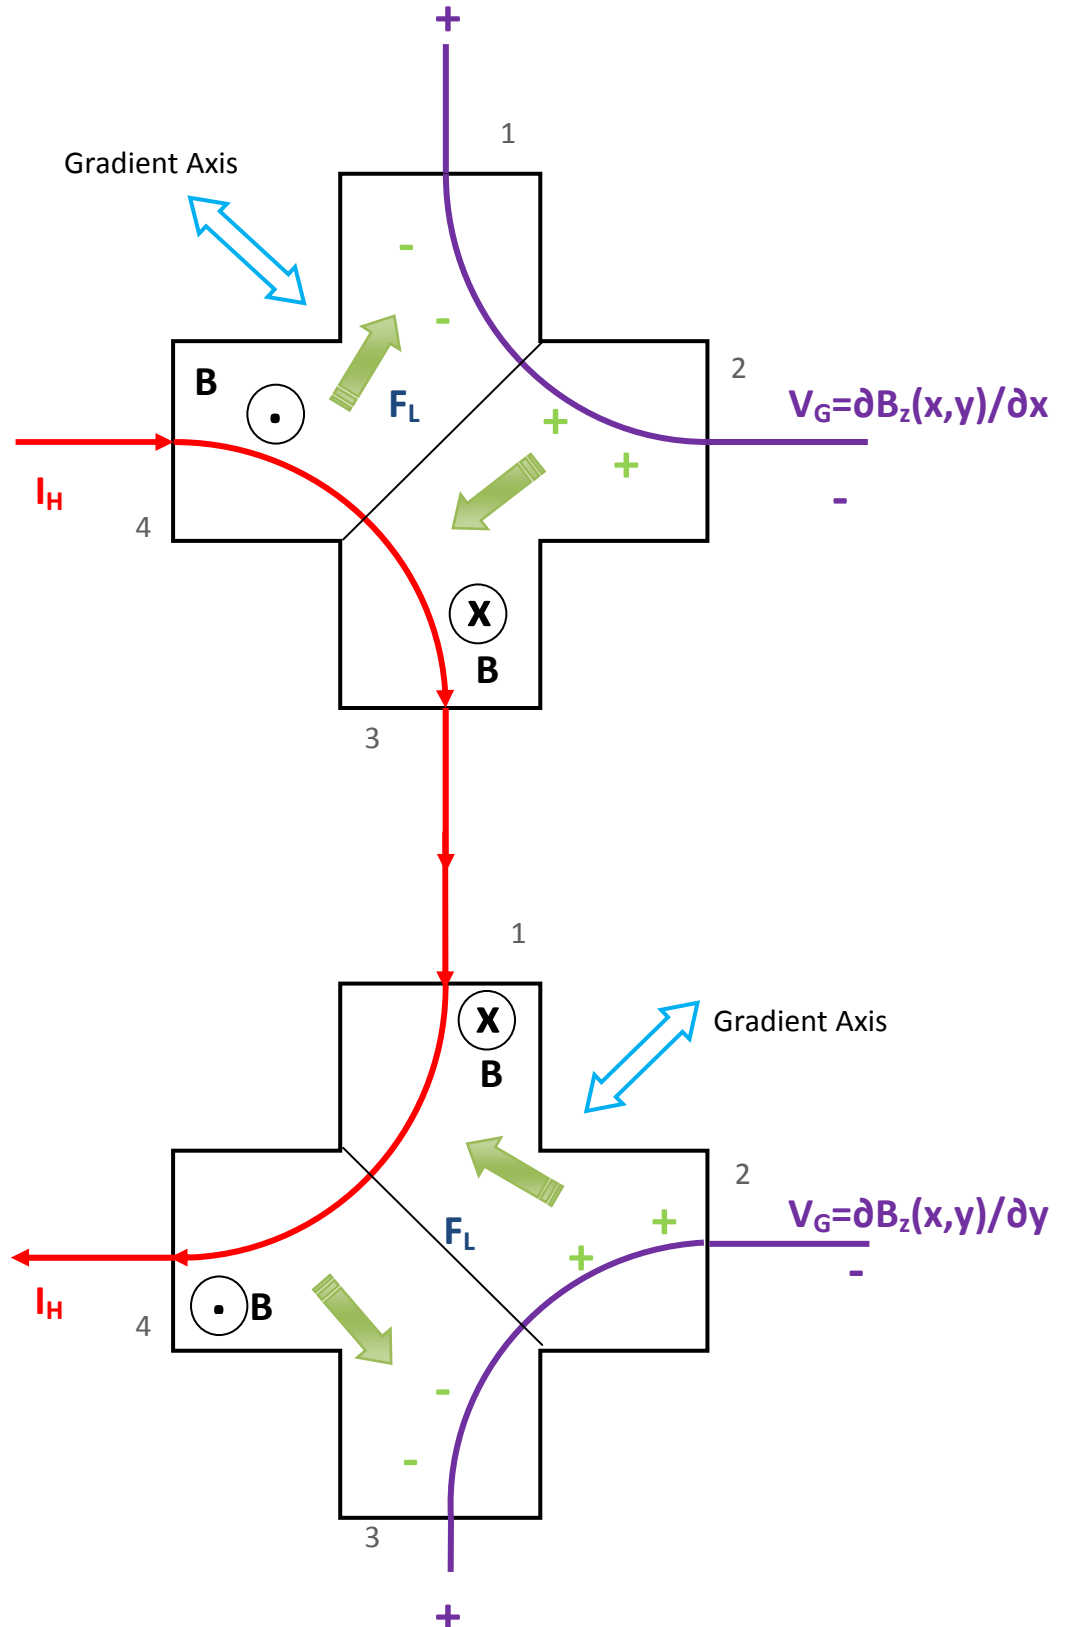 +
1
Gradient Axis
-
-
2
B
.
F_L
V_G=∂B_z(x,y)/∂x
+
+
I_H
-
4
X
B
3
1
X
Gradient Axis
B
2
+
V_G=∂B_z(x,y)/∂y
F_L
+
-
I_H
.
B
4
-
-
3
+